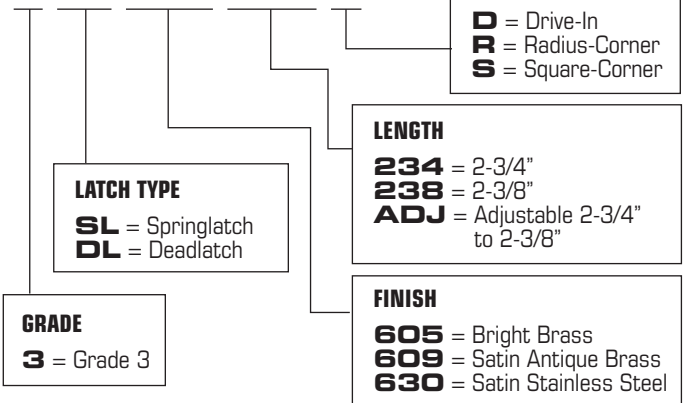 D = Drive-In
R = Radius-Corner
S = Square-Corner
LENGTH
234 = 2-3/4”
238 = 2-3/8”
ADJ = Adjustable 2-3/4”
to 2-3/8”
LATCH TYPE
SL = Springlatch
DL = Deadlatch
FINISH
605 = Bright Brass
609 = Satin Antique Brass
630 = Satin Stainless Steel
GRADE
3 = Grade 3